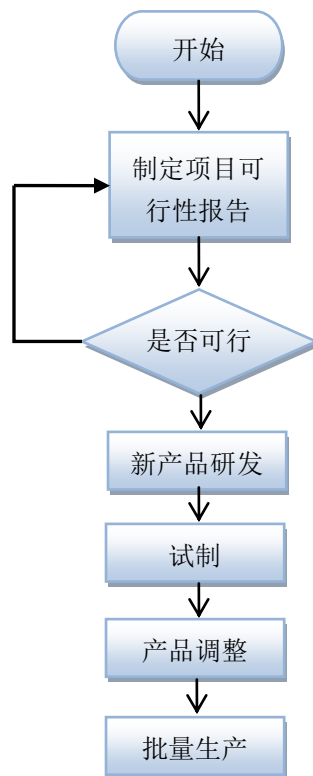 开始
制定项目可
行性报告
是否可行
新产品研发
试制
产品调整
批量生产